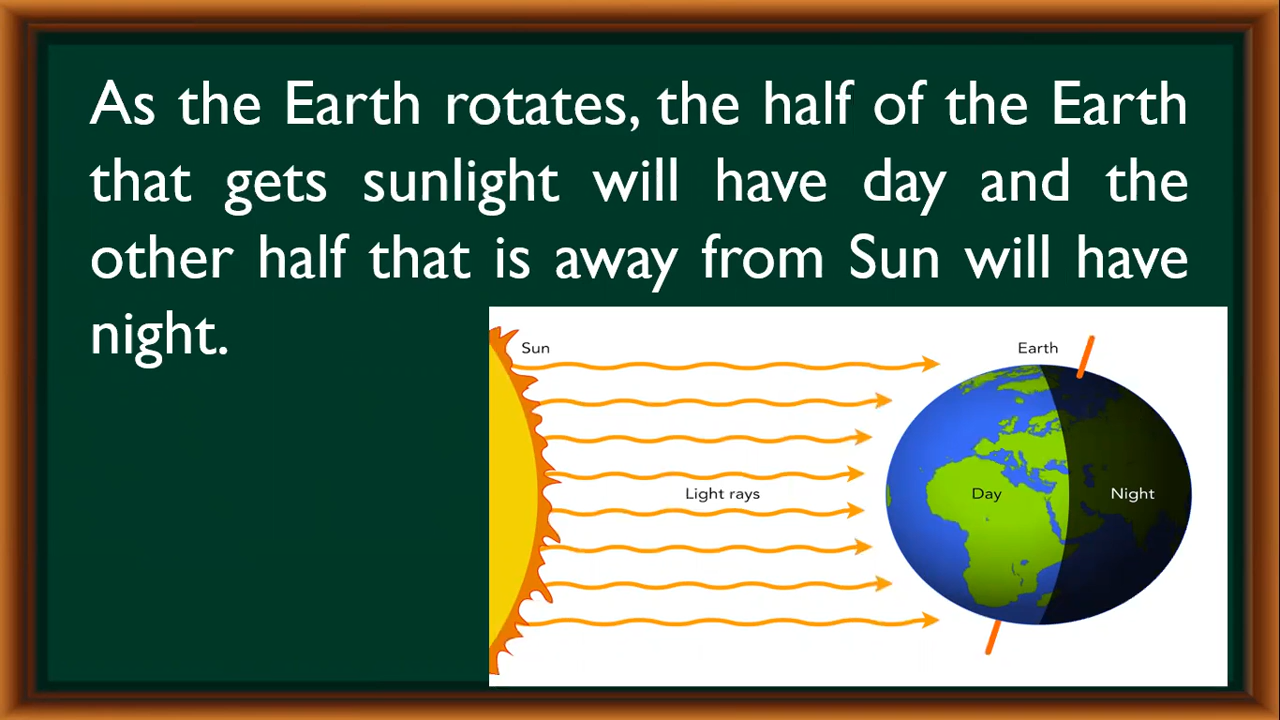 As the Earth rotates, the half of the Earth
that gets sunlight will have day and the
other half that is away from Sun will have
night.
Sun
Earth
Light rays
Day
Night